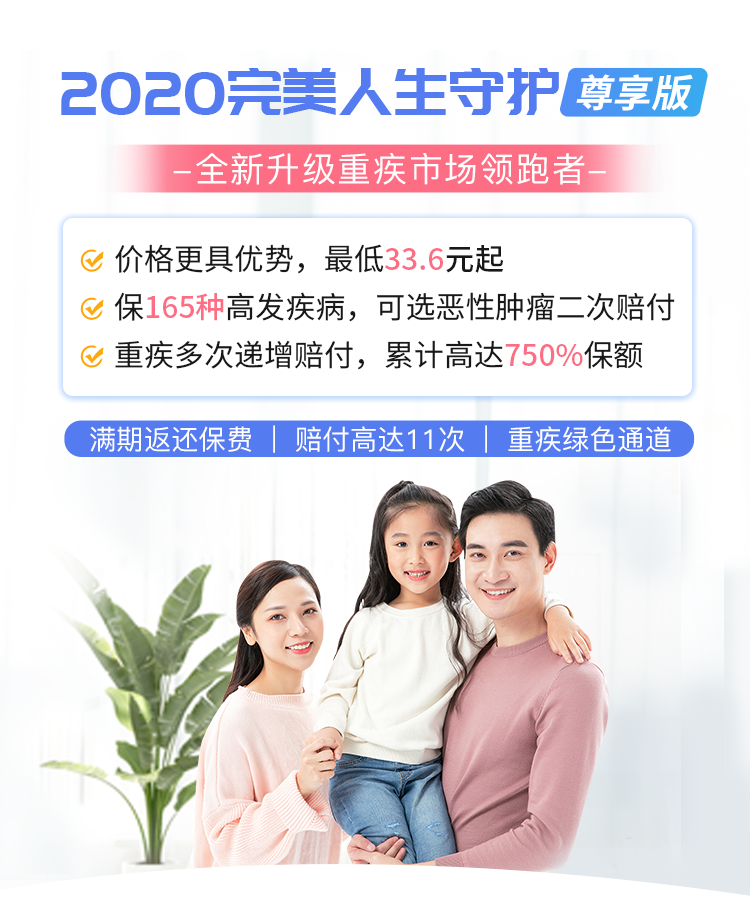 2020完美人生守护 尊享版
–全新升级重疾市场领跑者–
价格更具优势，最低33.6元起
保165种高发疾病，可选恶性肿瘤二次赔付
重疾多次递增赔付，累计高达750%保额
满期返还保费 | 赔付高达11次 | 重疾绿色通道